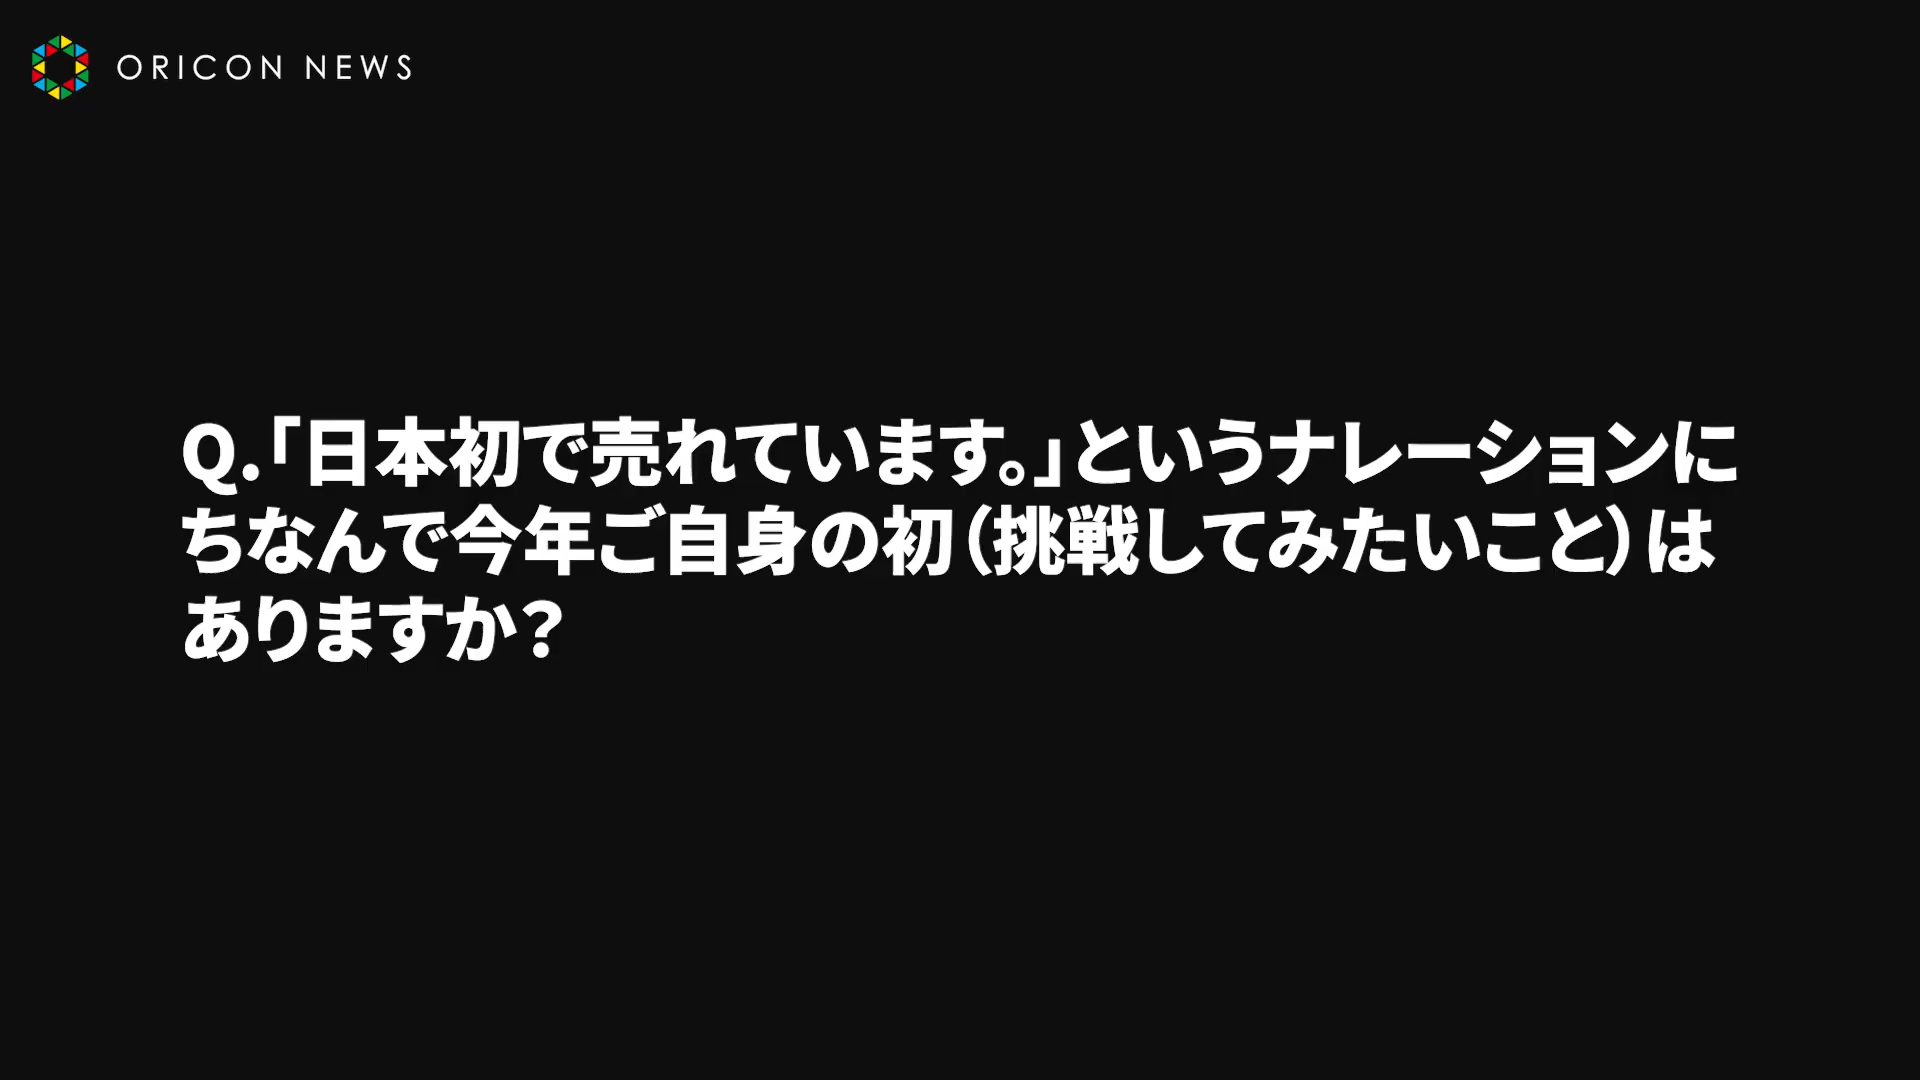 ORICON NEWS
Q.「日本初で売れています。」というナレーションに
ちなんで今年ご自身の初（挑戦してみたいこと）は
ありますか？